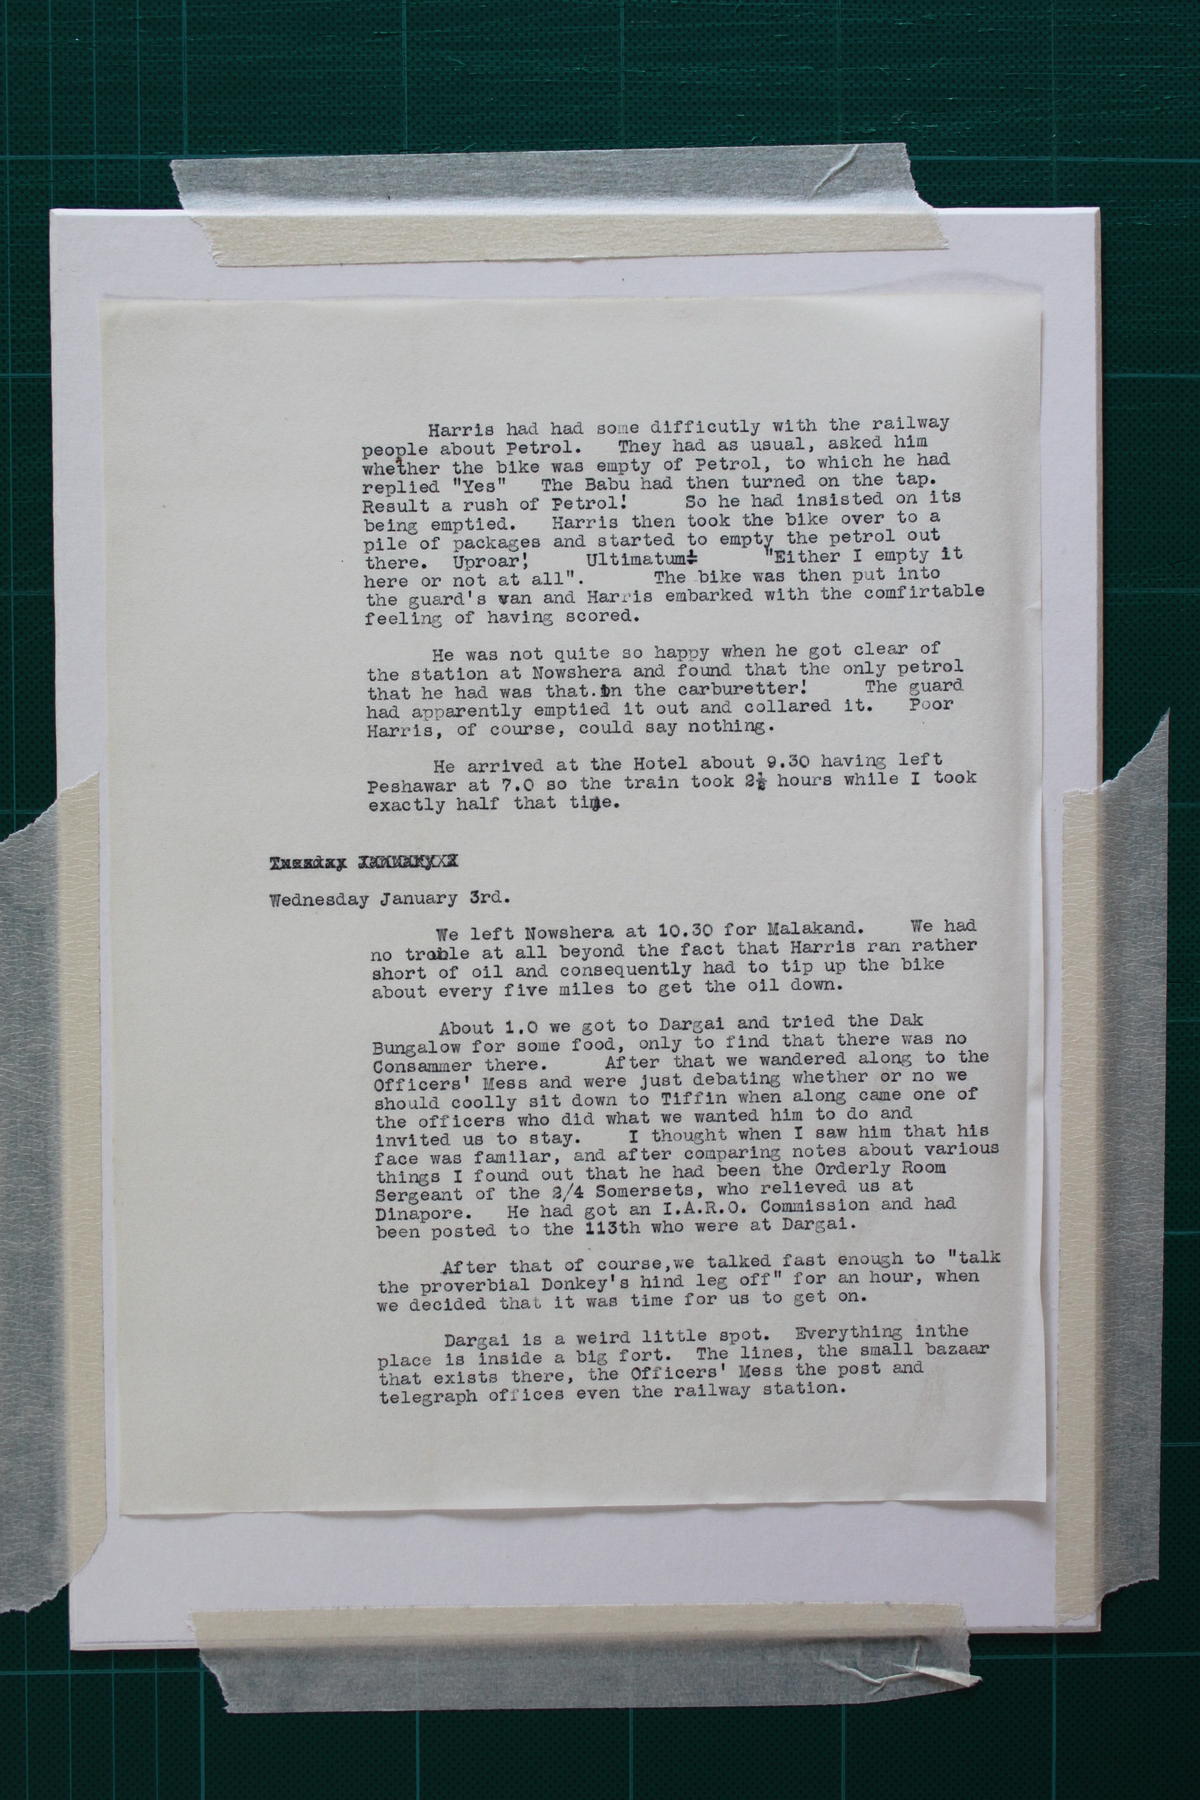 Harris had had some difficutly with the railway
people about Petrol. They had as usual, asked him
whether the bike was empty of Petrol, to which he had
replied "Yes" The Babu had then turned on the tap.
Result a rush of Petrol! So he had insisted on its
being emptied. Harris then took the bike over to a
pile of packages and started to empty the petrol out
there. Uproar! Ultimatum: "Either I empty it
here or not at all". The bike was then put into
the guard's van and Harris embarked with the comfirtable
feeling of having scored.
He was not quite so happy when he got clear of
the station at Nowshera and found that the only petrol
that he had was that.in the carburetter! The guard
had apparently emptied it out and collared it. Poor
Harris, of course, could say nothing.
He arrived at the Hotel about 9.30 having left
Peshawar at 7.0 so the train took 2½ hours while I took
exactly half that time.
Tuesday January 2
Wednesday January 3rd.
We left Nowshera at 10.30 for Malakand. We had
no trouble at all beyond the fact that Harris ran rather
short of oil and consequently had to tip up the bike
about every five miles to get the oil down.
About 1.0 we got to Dargai and tried the Dak
Bungalow for some food, only to find that there was no
Consammer there. After that we wandered along to the
Officers' Mess and were just debating whether or no we
should coolly sit down to Tiffin when along came one of
the officers who did what we wanted him to do and
invited us to stay. I thought when I saw him that his
face was familar, and after comparing notes about various
things I found out that he had been the Orderly Room
Sergeant of the 2/4 Somersets, who relieved us at
Dinapore. He had got an I.A.R.O. Commission and had
been posted to the 113th who were at Dargai.
After that of course,we talked fast enough to "talk
the proverbial Donkey's hind leg off" for an hour, when
we decided that it was time for us to get on.
Dargai is a weird little spot. Everything inthe
place is inside a big fort. The lines, the small bazaar
that exists there, the Officers' Mess the post and
telegraph offices even the railway station.